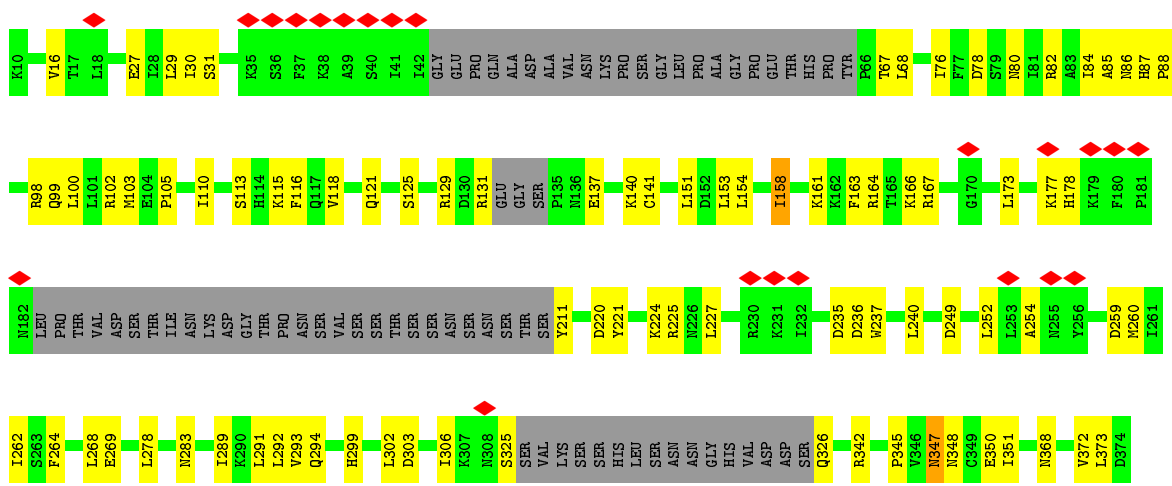 K10 V16 T17 L18 E27 I28 L29 I30 S31 K35 S36 F37 K38 A39 S40 I41 I42 GLY GLU PRO GLN ALA ASP ALA VAL ASN LYS PRO SER GLY LEU PRO ALA GLY PRO GLU THR HIS PRO TYR P66 T67 L68 I76 F77 D78 S79 N80 I81 R82 A83 I84 A85 N86 H87 P88
R98 Q99 L100 L101 R102 M103 E104 P105 I110 S113 H114 K115 F116 Q117 V118 Q121 S125 R129 D130 R131 GLU GLY SER P135 N136 E137 K140 C141 L151 D152 L153 L154 I158 K161 K162 F163 R164 T165 K166 R167 G170 L173 K177 H178 K179 F180 P181
N182 LEU PRO THR VAL ASP SER THR ILE ASN LYS ASP GLY THR PRO ASN SER VAL SER SER THR SER SER ASN SER ASN SER THR SER Y211 D220 Y221 K224 R225 N226 L227 R230 K231 I232 D235 D236 W237 L240 D249 L252 L253 A254 N255 Y256 D259 M260 I261
I262 S263 F264 L268 E269 L278 N283 I289 K290 L291 L292 V293 Q294 H299 L302 D303 I306 K307 N308 S325 SER VAL LYS SER SER HIS LEU SER ASN ASN GLY HIS VAL ASP ASP SER Q326 R342 P345 V346 N347 N348 C349 E350 I351 N368 V372 L373 D374